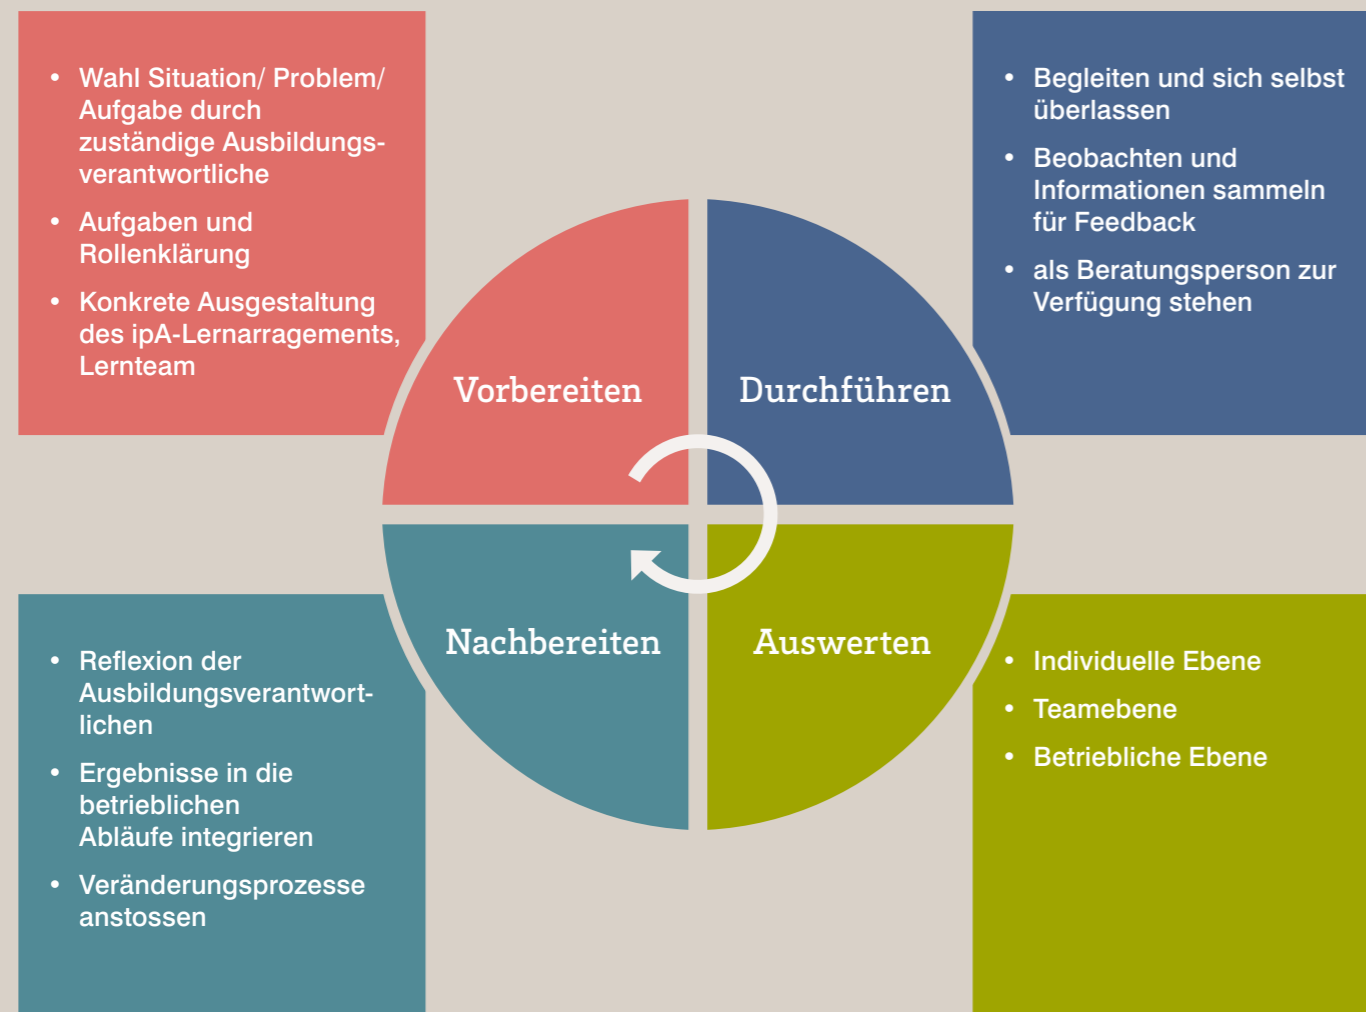 • Wahl Situation/ Problem/
Aufgabe durch
zuständige Ausbildungs-
verantwortliche
• Aufgaben und
Rollenklärung
• Konkrete Ausgestaltung
des ipA-Lernarragements,
Lernteam
• Begleiten und sich selbst
überlassen
• Beobachten und
Informationen sammeln
für Feedback
• als Beratungsperson zur
Verfügung stehen
Vorbereiten
Durchführen
Nachbereiten
Auswerten
• Reflexion der
Ausbildungsverantwort-
lichen
• Ergebnisse in die
betrieblichen
Abläufe integrieren
• Veränderungsprozesse
anstossen
• Individuelle Ebene
• Teamebene
• Betriebliche Ebene